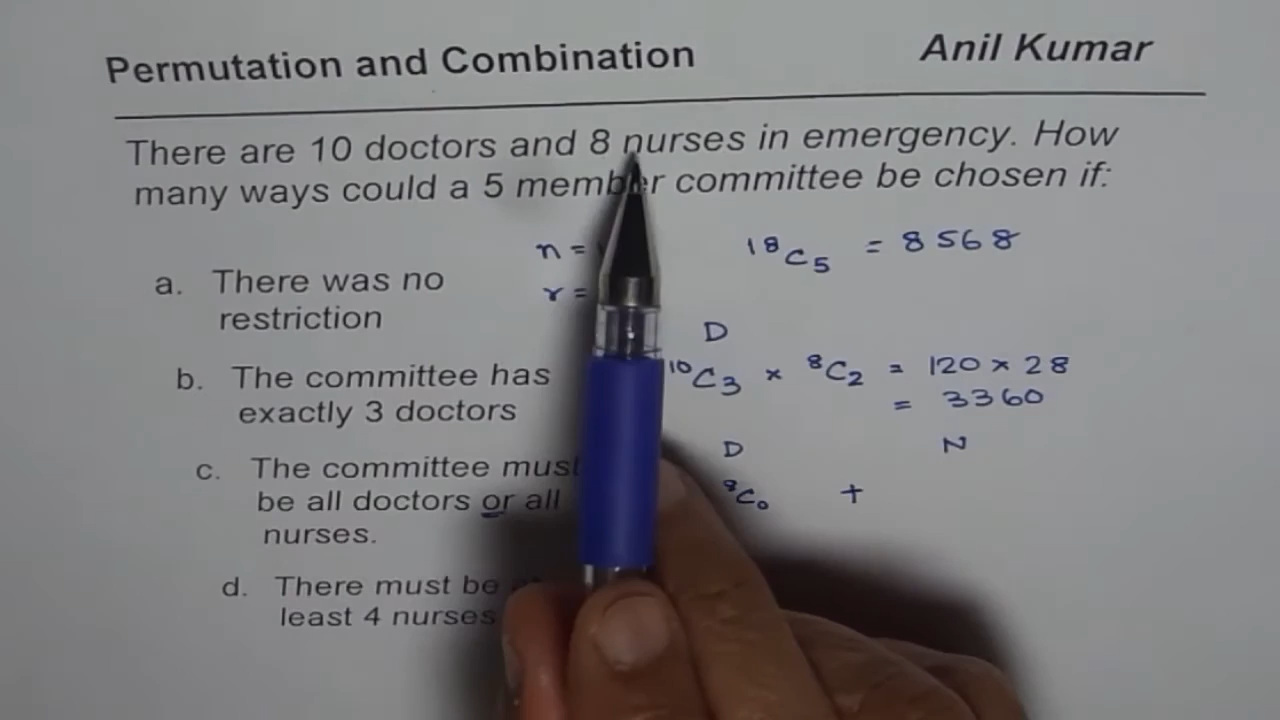 Permutation and Combination Anil Kumar
There are 10 doctors and 8 nurses in emergency. How
many ways could a 5 member committee be chosen if:
n = ¹⁸C₅ = 8568
a. There was no
restriction
r =
D
b. The committee has ¹⁰C₃ × ⁸C₂ = 120 × 28
exactly 3 doctors = 3360
D N
c. The committee must
be all doctors or all ⁸C₀ +
nurses.
d. There must be
least 4 nurses